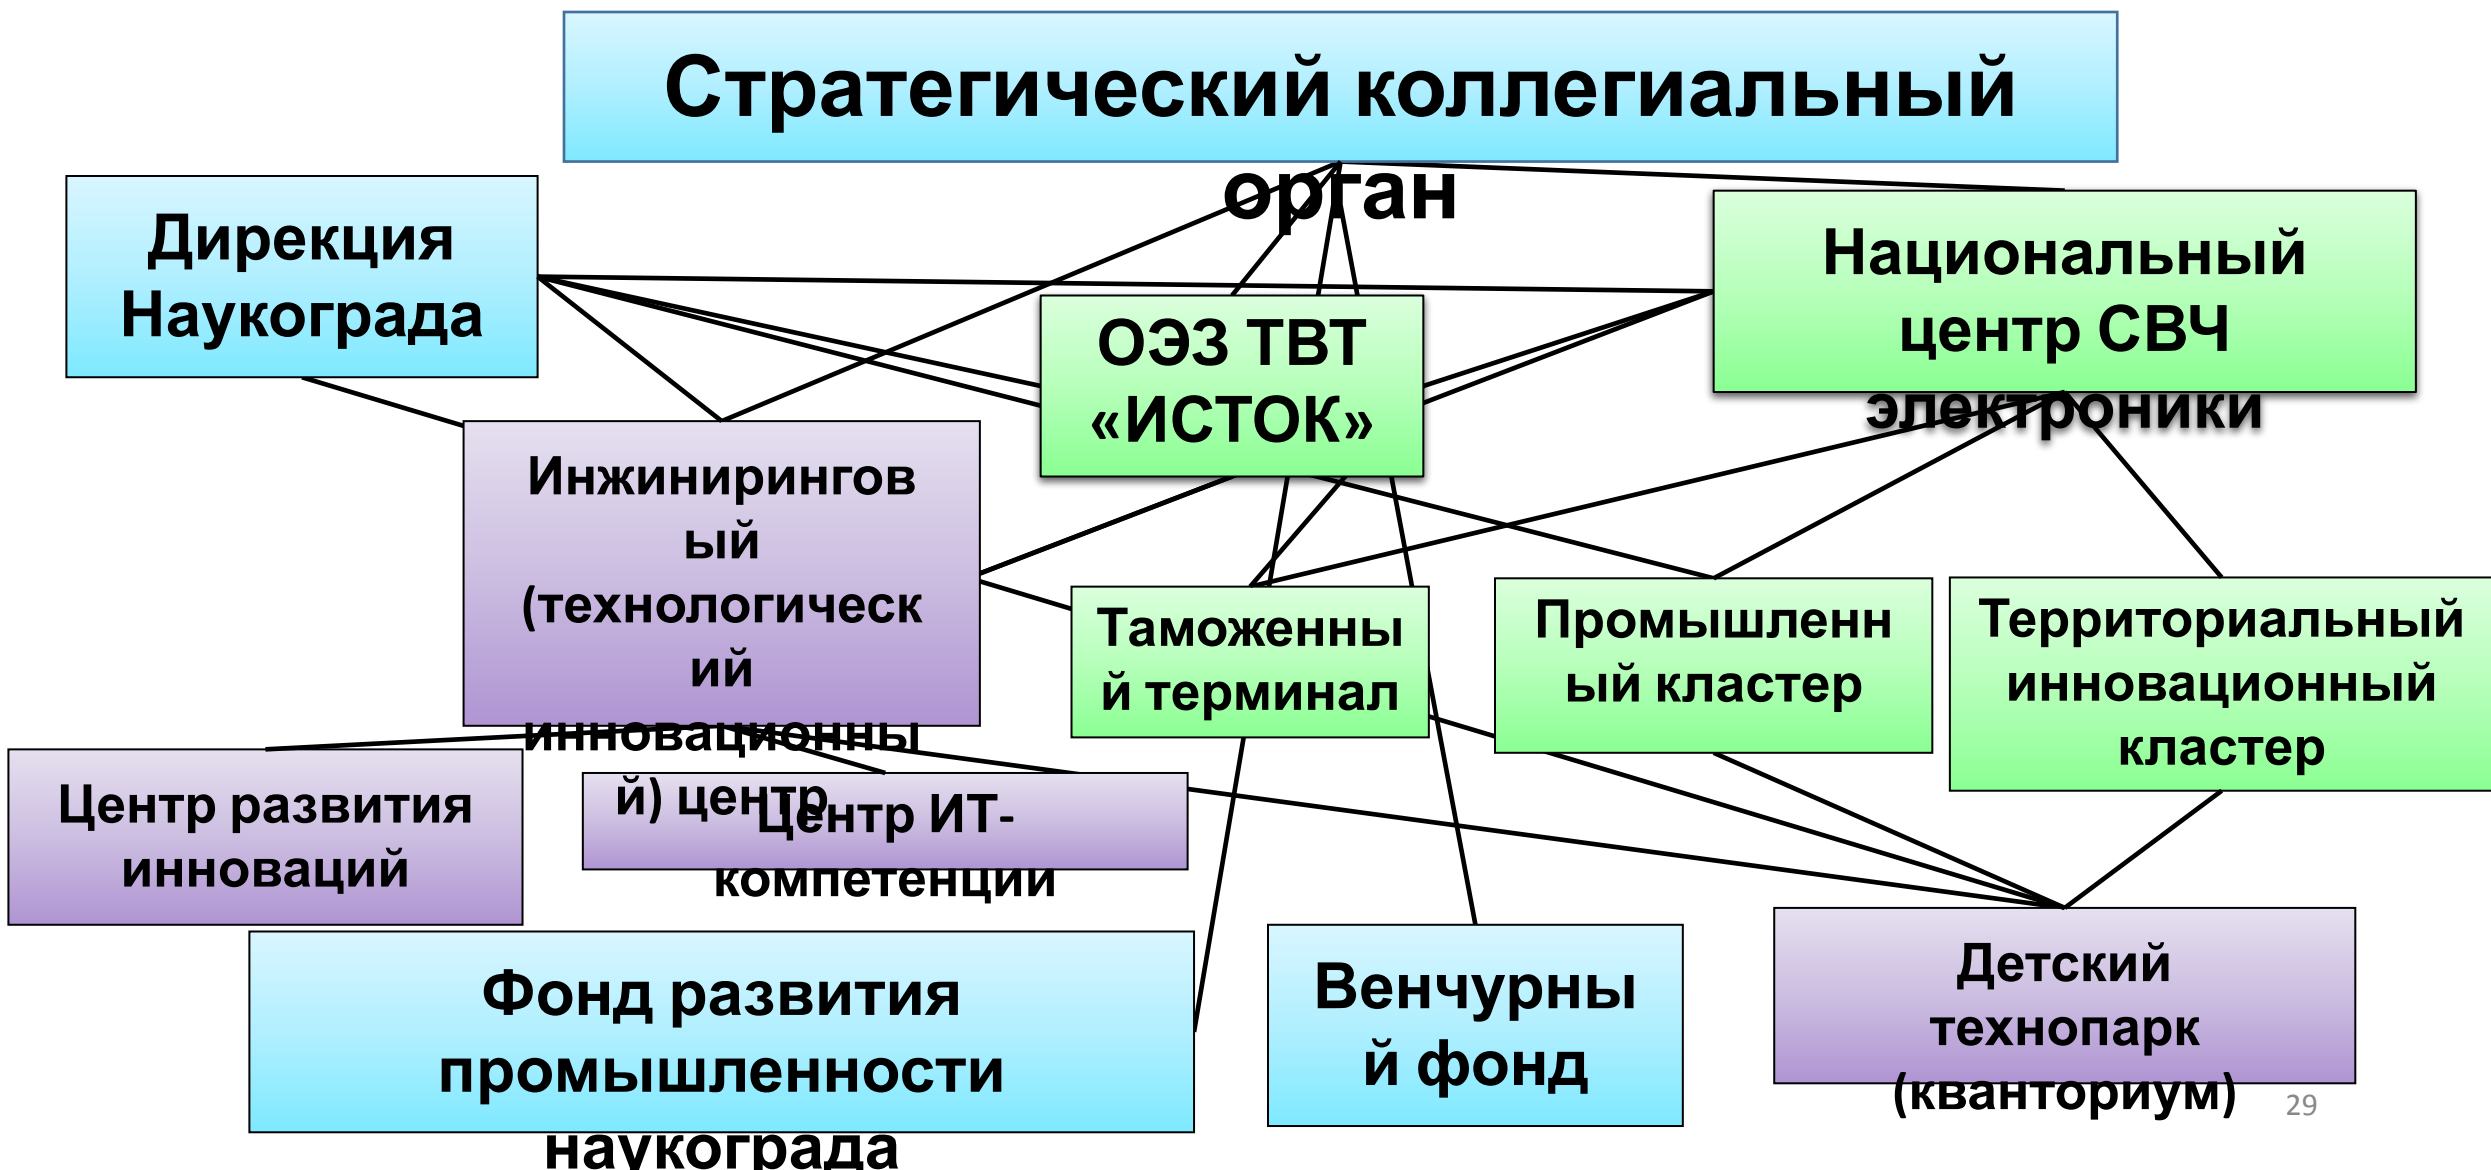 Стратегический коллегиальный
орган
Дирекция
Наукограда
Национальный
центр СВЧ
электроники
ОЭЗ ТВТ
«ИСТОК»
Инжинирингов
ый
(технологическ
ий
инновационны
й) центр
Таможенны
й терминал
Промышленн
ый кластер
Территориальный
инновационный
кластер
Центр развития
инноваций
Центр ИТ-
компетенции
Фонд развития
промышленности
наукограда
Венчурны
й фонд
Детский
технопарк
(кванториум)
29